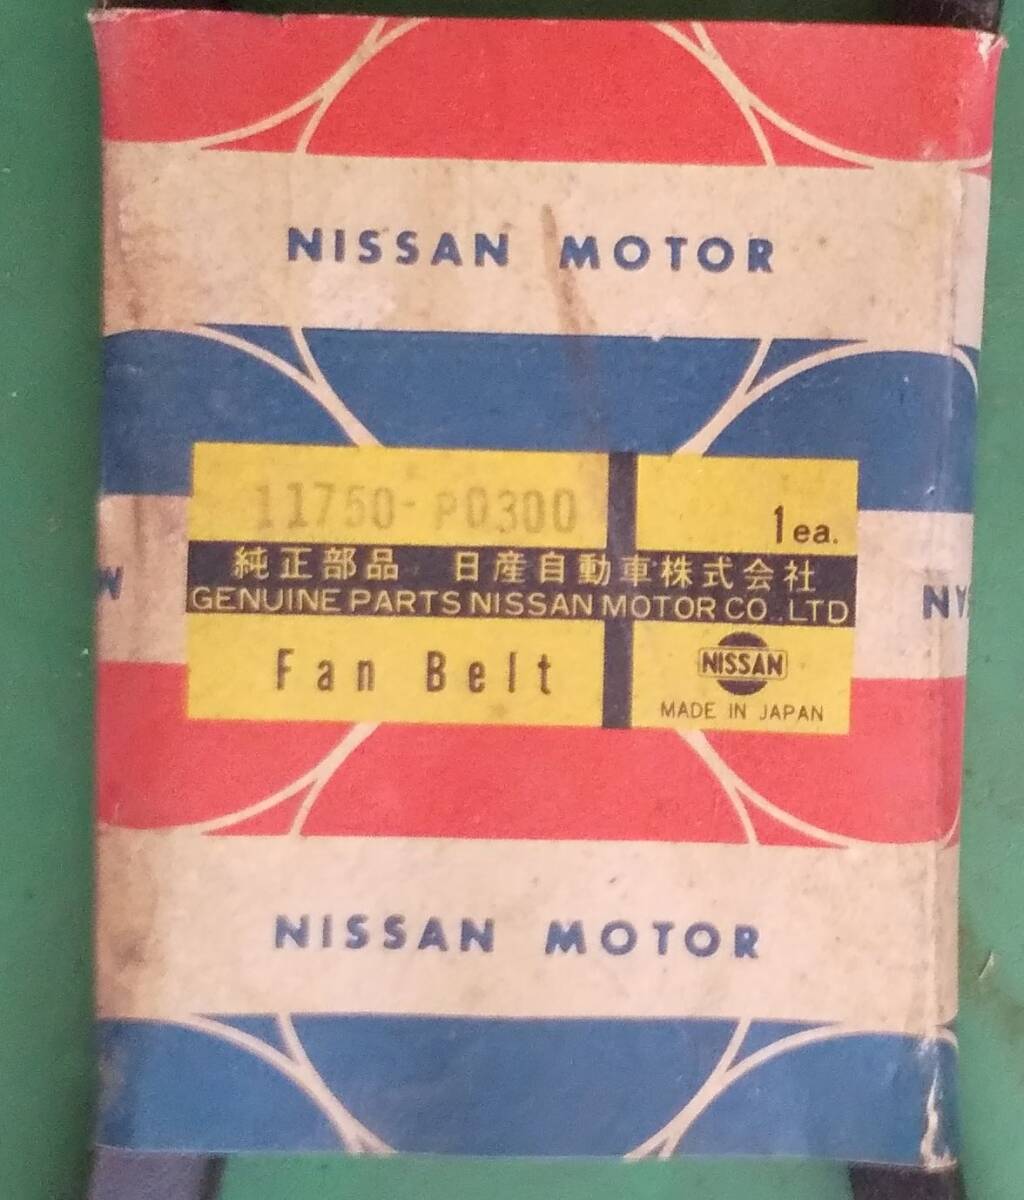 NISSAN MOTOR
11750-P0300
1ea.
純正部品 日産自動車株式会社
GENUINE PARTS NISSAN MOTOR CO.,LTD
Fan Belt
NISSAN
MADE IN JAPAN
NISSAN MOTOR